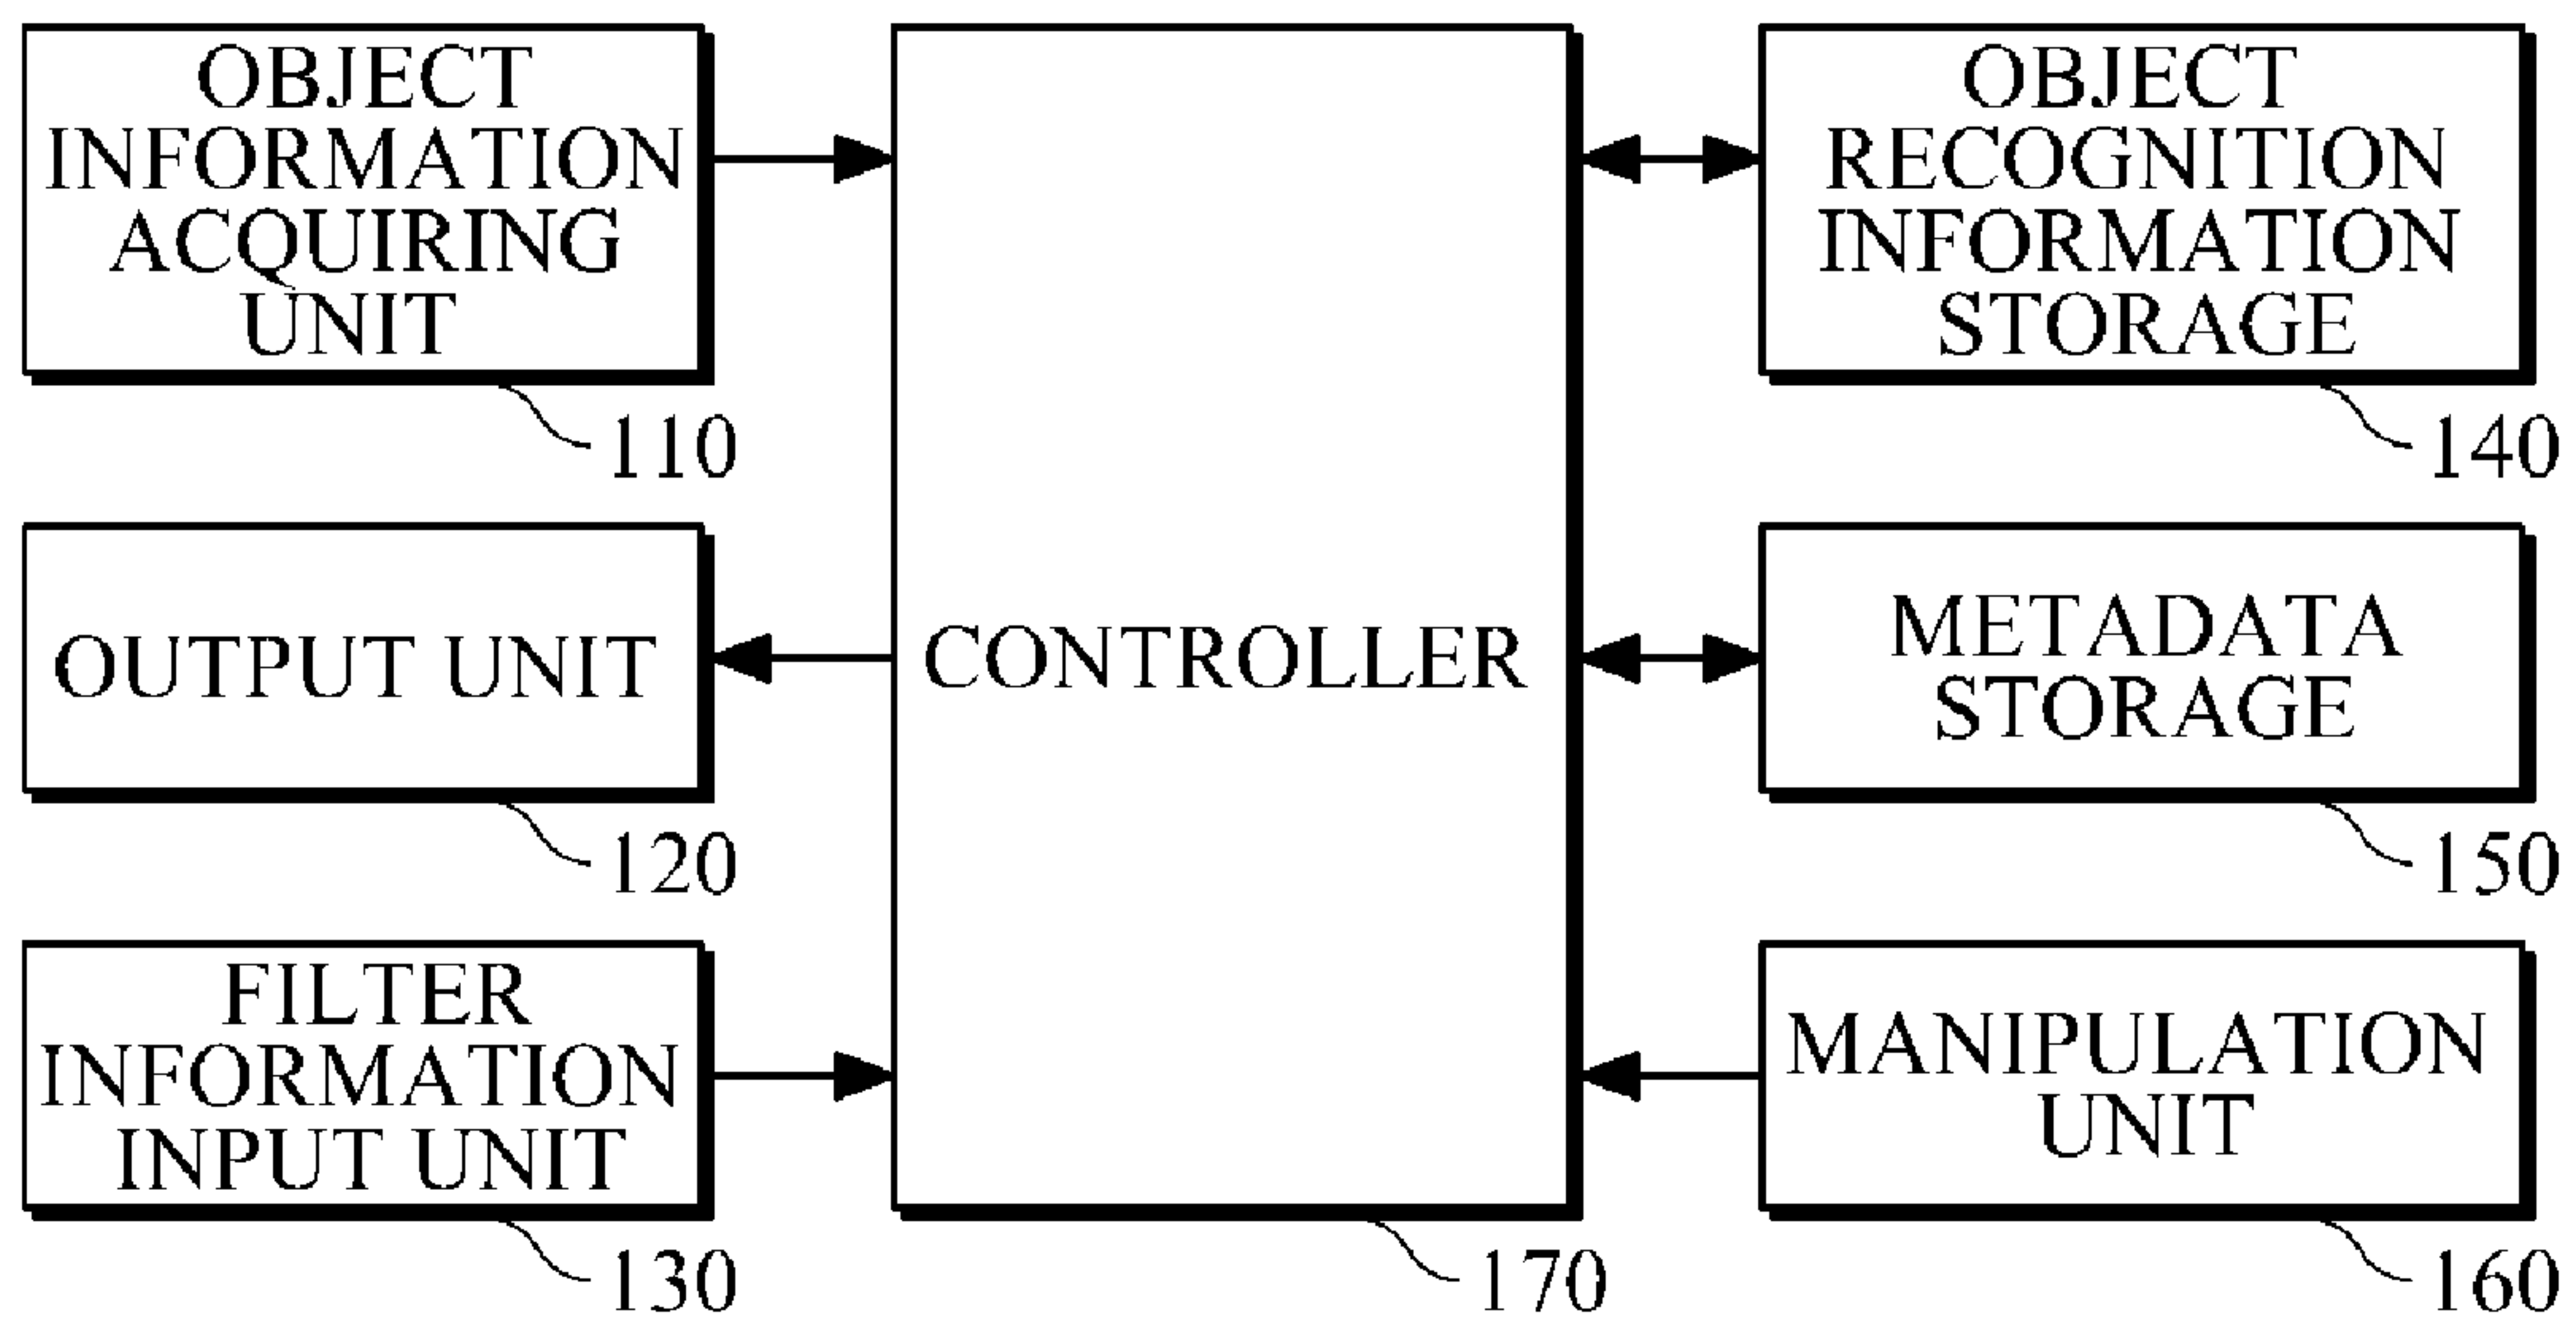 OBJECT
INFORMATION
ACQUIRING
UNIT
110
OUTPUT UNIT
120
FILTER
INFORMATION
INPUT UNIT
130
CONTROLLER
170
OBJECT
RECOGNITION
INFORMATION
STORAGE
140
METADATA
STORAGE
150
MANIPULATION
UNIT
160